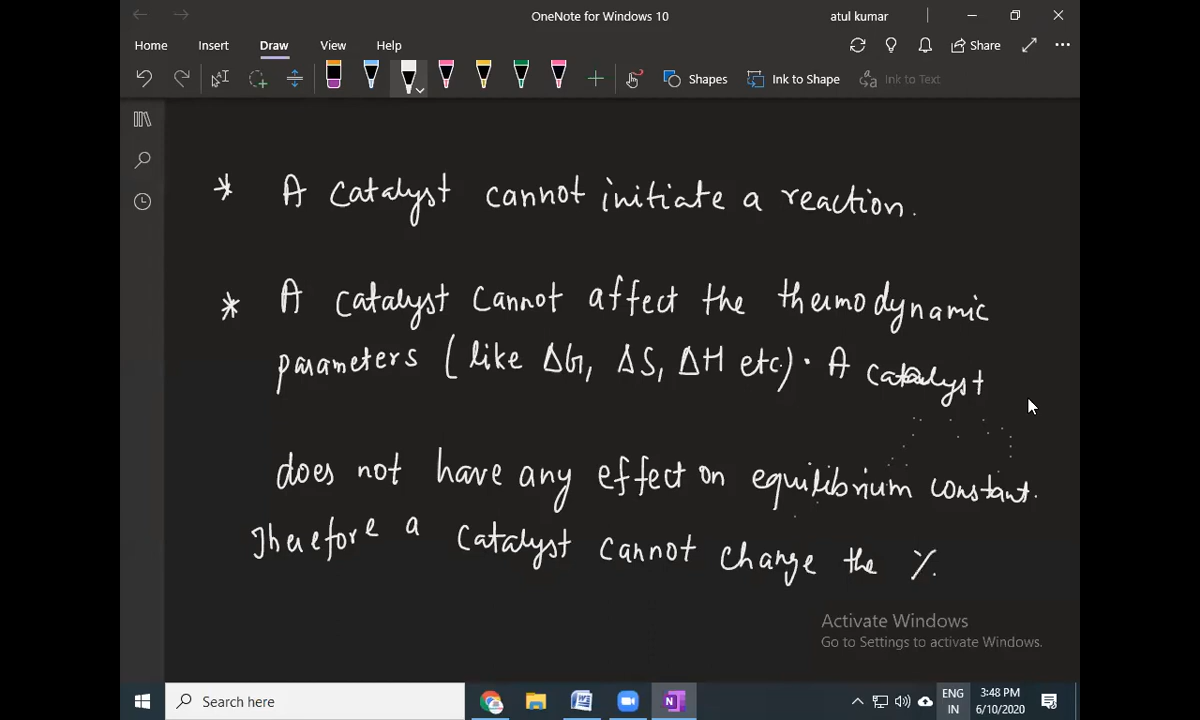 OneNote for Windows 10
atul kumar
Home Insert Draw View Help
Share
Shapes Ink to Shape Ink to Text
* A catalyst cannot initiate a reaction.
* A catalyst cannot affect the thermodynamic
parameters (like ΔG, ΔS, ΔH etc.). A catalyst
does not have any effect on equilibrium constant.
Therefore a catalyst cannot change the %
Activate Windows
Go to Settings to activate Windows.
Search here
ENG 3:48 PM
IN 6/10/2020